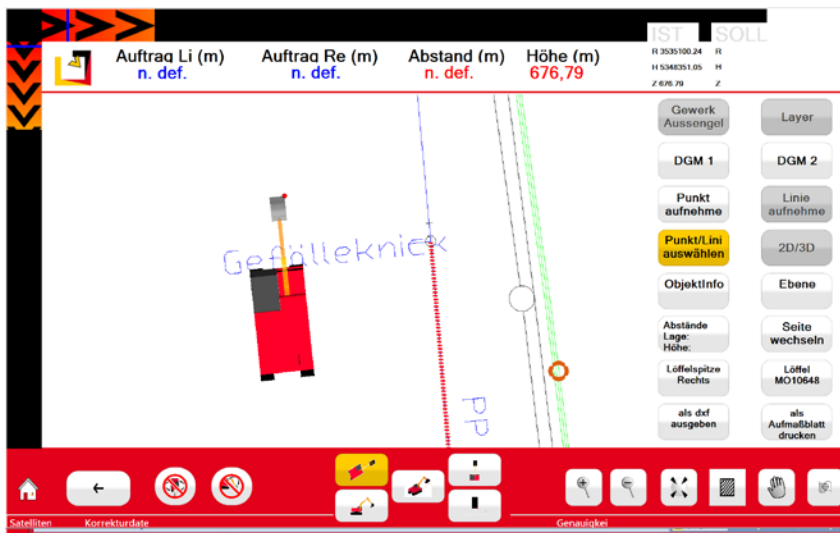 IST SOLL
Auftrag Li (m) Auftrag Re (m) Abstand (m) Höhe (m)
n. def. n. def. n. def. 676,79
R 3535100.24 R
H 5348351,05 H
Z 676 79 Z
Gewerk
Aussengel
Layer
DGM 1
DGM 2
Punkt
aufnehme
Linie
aufnehme
Punkt/Lini
auswählen
2D/3D
ObjektInfo
Ebene
Abstände
Lage:
Höhe:
Seite
wechseln
Löffelspitze
Rechts
Löffel
MO10648
als dxf
ausgeben
als
Aufmaßblatt
drucken
Gefälleknick
PP
Satelliten Korrekturdate Genauigkei